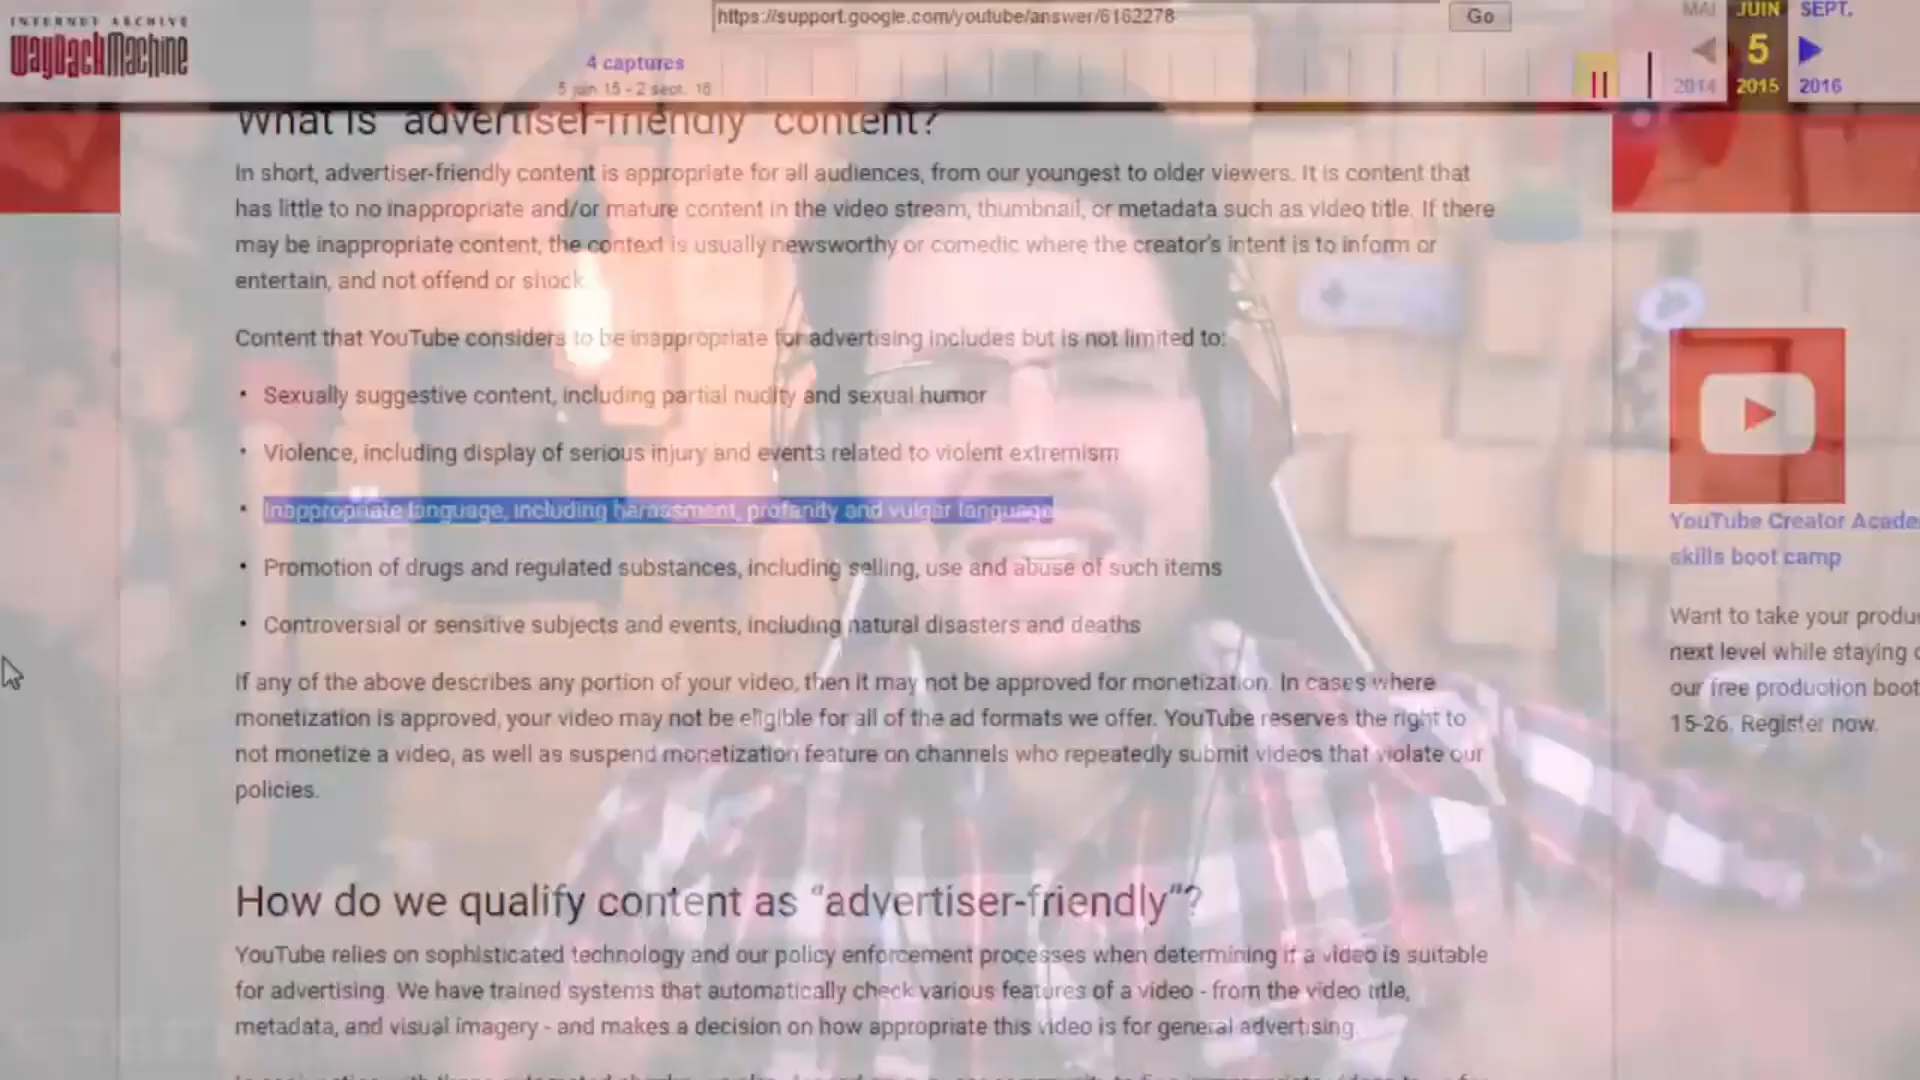 INTERNET ARCHIVE
WayBackMachine
https://support.google.com/youtube/answer/6162278
Go
MAI JUIN SEPT.
4 captures
5 juin 15 - 2 sept. 16
5
2014 2015 2016
What is "advertiser-friendly" content?
In short, advertiser-friendly content is appropriate for all audiences, from our youngest to older viewers. It is content that
has little to no inappropriate and/or mature content in the video stream, thumbnail, or metadata such as video title. If there
may be inappropriate content, the context is usually newsworthy or comedic where the creator's intent is to inform or
entertain, and not offend or shock.
Content that YouTube considers to be inappropriate for advertising includes but is not limited to:
• Sexually suggestive content, including partial nudity and sexual humor
• Violence, including display of serious injury and events related to violent extremism
• Inappropriate language, including harassment, profanity and vulgar language
• Promotion of drugs and regulated substances, including selling, use and abuse of such items
• Controversial or sensitive subjects and events, including natural disasters and deaths
If any of the above describes any portion of your video, then it may not be approved for monetization. In cases where
monetization is approved, your video may not be eligible for all of the ad formats we offer. YouTube reserves the right to
not monetize a video, as well as suspend monetization feature on channels who repeatedly submit videos that violate our
policies.
How do we qualify content as “advertiser-friendly”?
YouTube relies on sophisticated technology and our policy enforcement processes when determining if a video is suitable
for advertising. We have trained systems that automatically check various features of a video - from the video title,
metadata, and visual imagery - and makes a decision on how appropriate this video is for general advertising.
YouTube Creator Acade
skills boot camp
Want to take your produ
next level while staying
our free production boot
15-26. Register now.